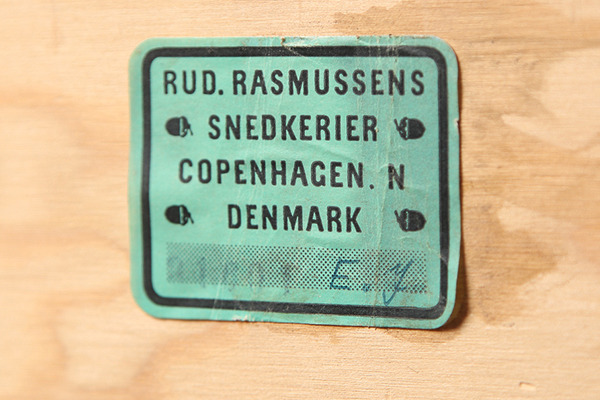 RUD. RASMUSSENS
SNEDKERIER
COPENHAGEN. N
DENMARK
E. y